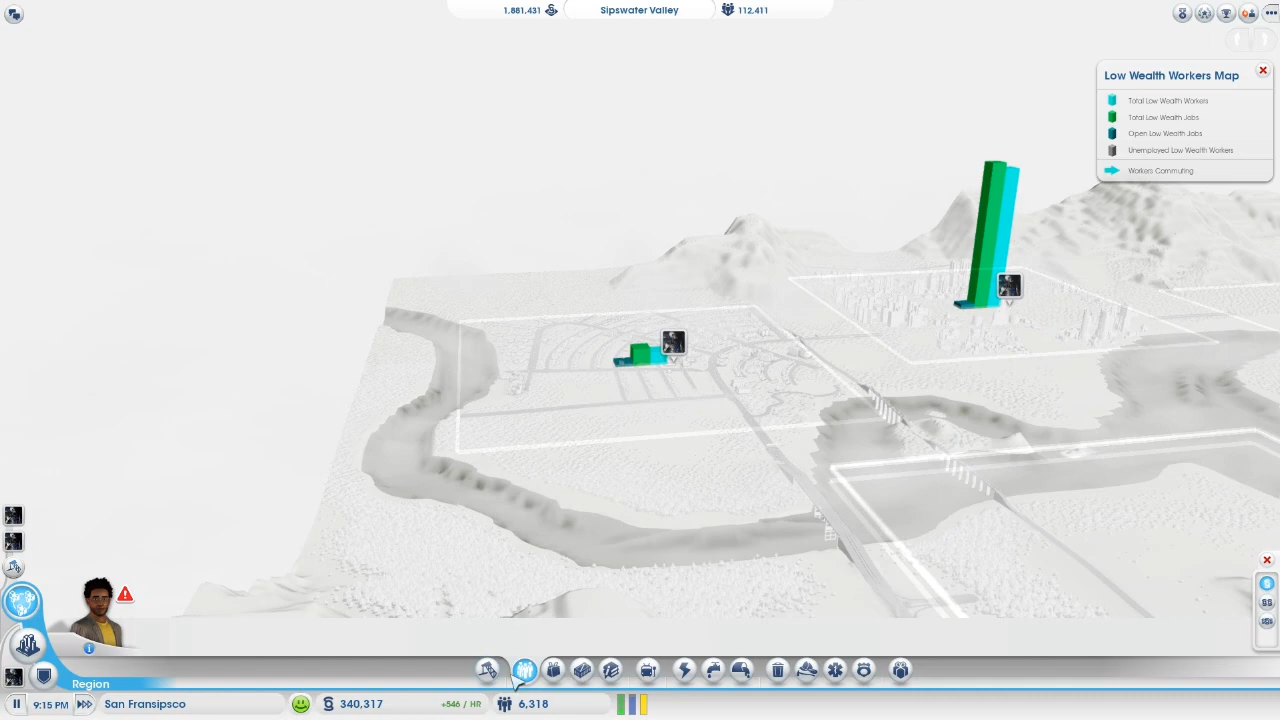 1,881,431
Sipswater Valley
112,411
Low Wealth Workers Map
Total Low Wealth Workers
Total Low Wealth Jobs
Open Low Wealth Jobs
Unemployed Low Wealth Workers
Workers Commuting
Region
9:15 PM
San Fransipsco
340,317
+546 / HR
6,318